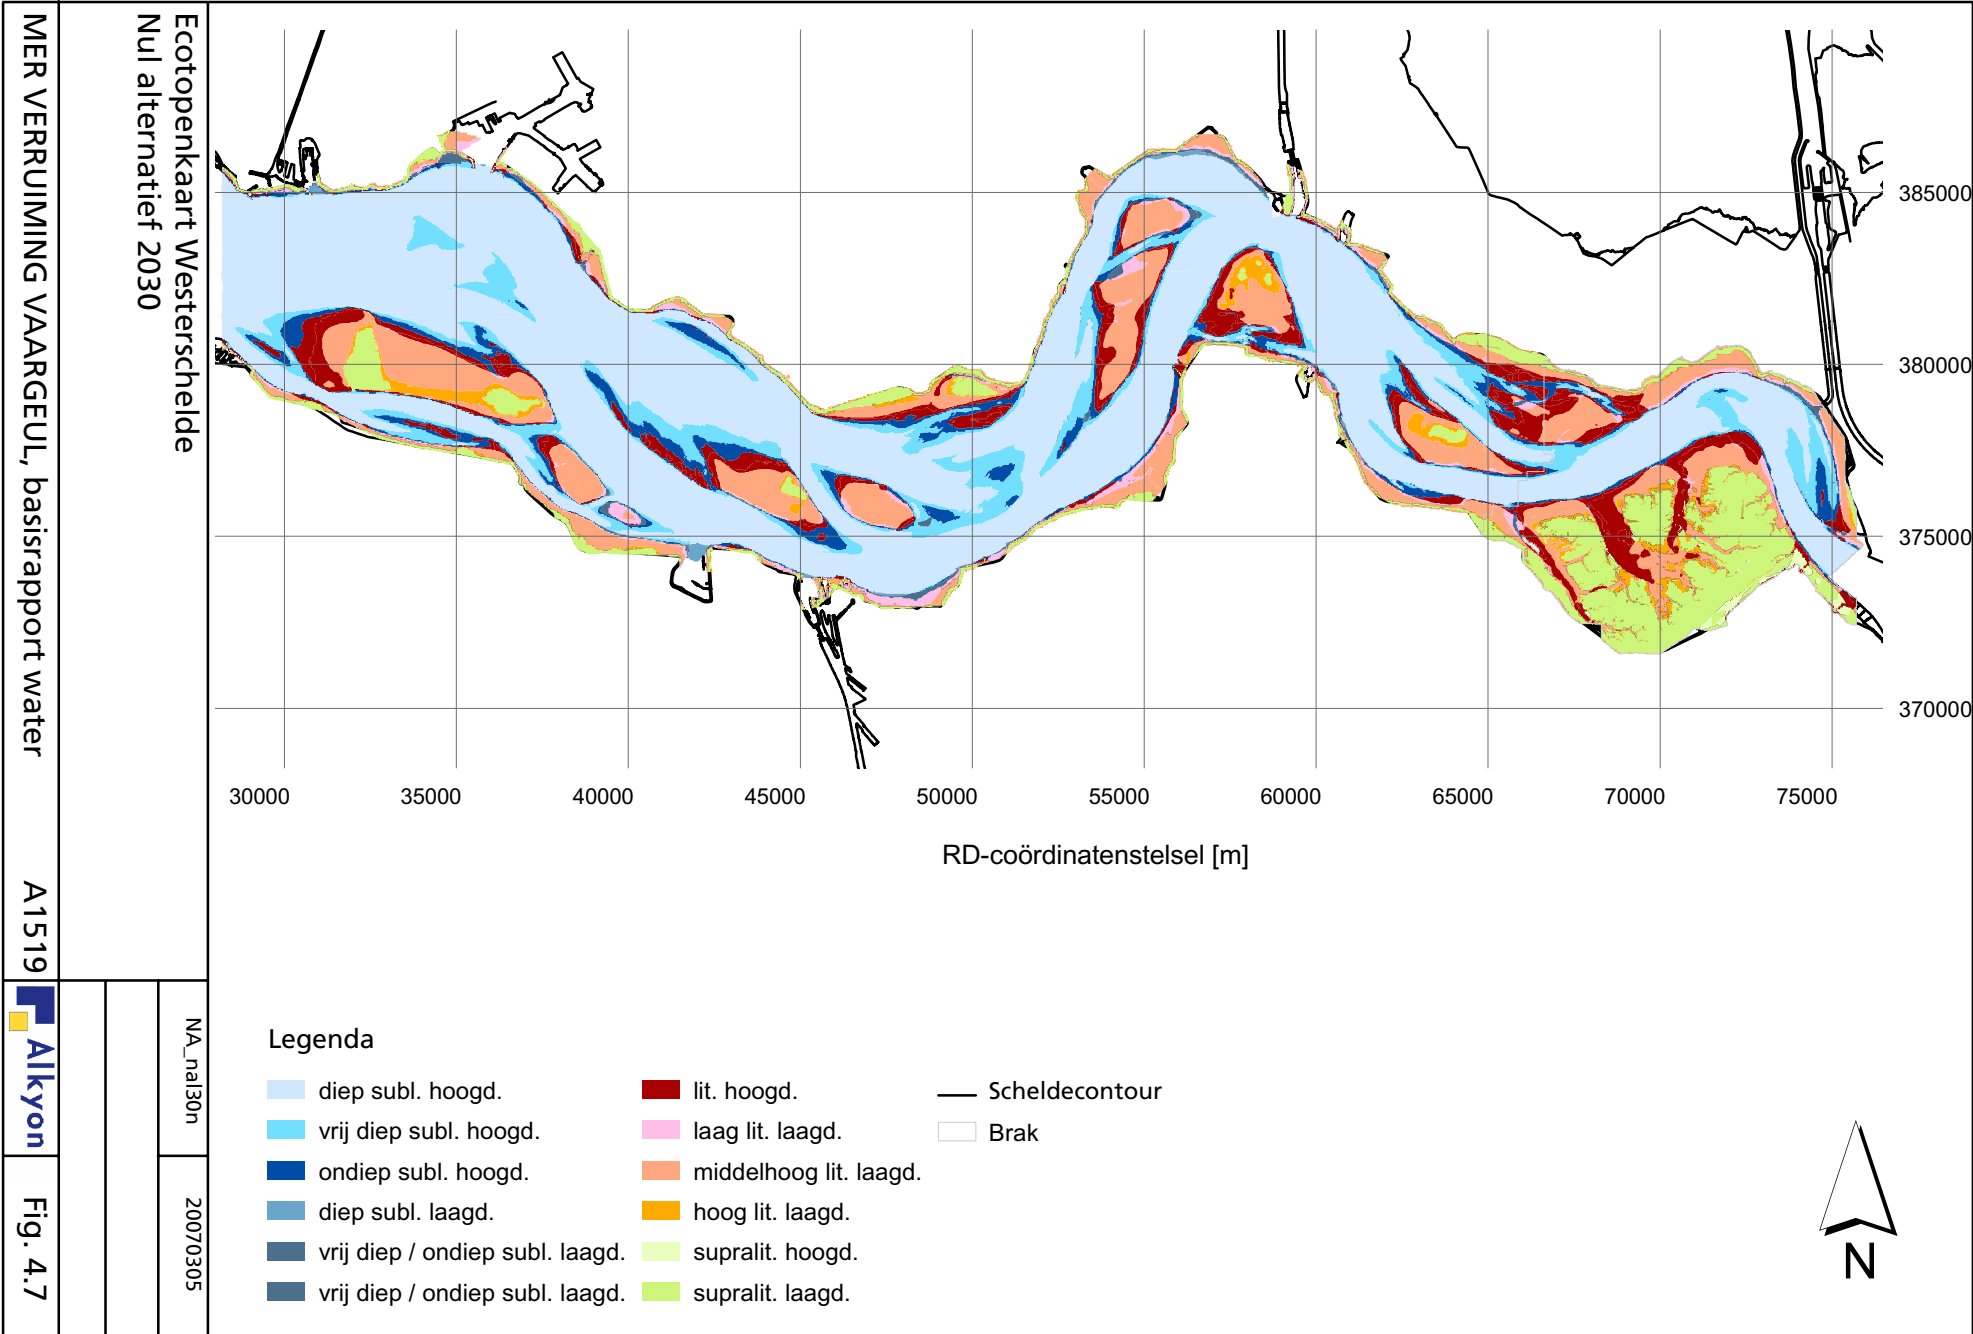 Ecotopenkaart Westerschelde
Nul alternatief 2030
MER VERRUIMING VAARGEUL, basisrapport water
A1519
NA_nal30n
20070305
Alkyon
Fig. 4.7
385000
380000
375000
370000
30000 35000 40000 45000 50000 55000 60000 65000 70000 75000
RD-coördinatenstelsel [m]
Legenda
diep subl. hoogd.
vrij diep subl. hoogd.
ondiep subl. hoogd.
diep subl. laagd.
vrij diep / ondiep subl. laagd.
vrij diep / ondiep subl. laagd.
lit. hoogd.
laag lit. laagd.
middelhoog lit. laagd.
hoog lit. laagd.
supralit. hoogd.
supralit. laagd.
Scheldecontour
Brak
N